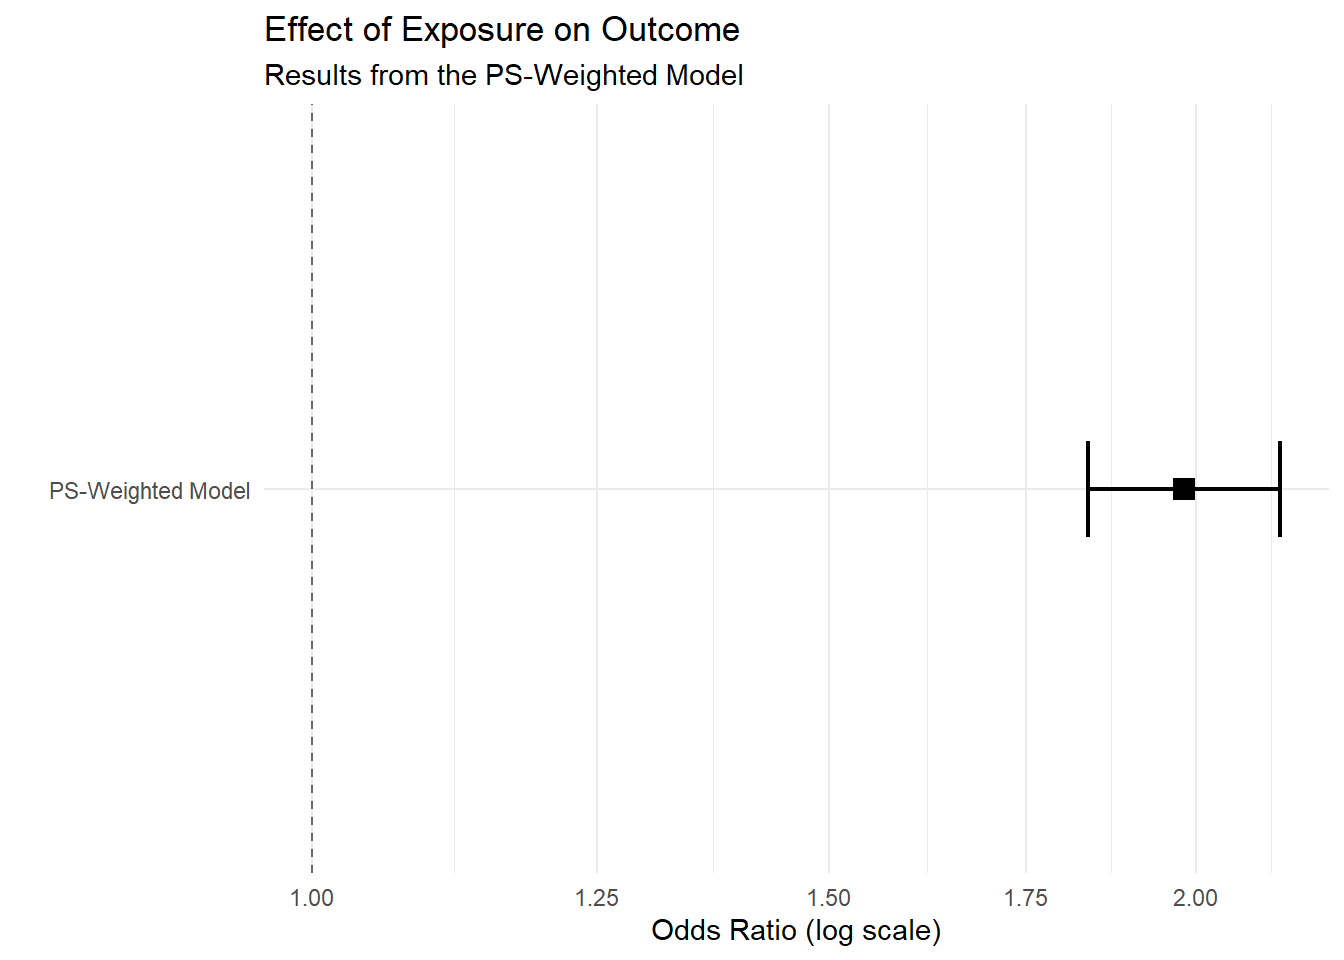 Effect of Exposure on Outcome
Results from the PS-Weighted Model
PS-Weighted Model
1.00 1.25 1.50 1.75 2.00
Odds Ratio (log scale)